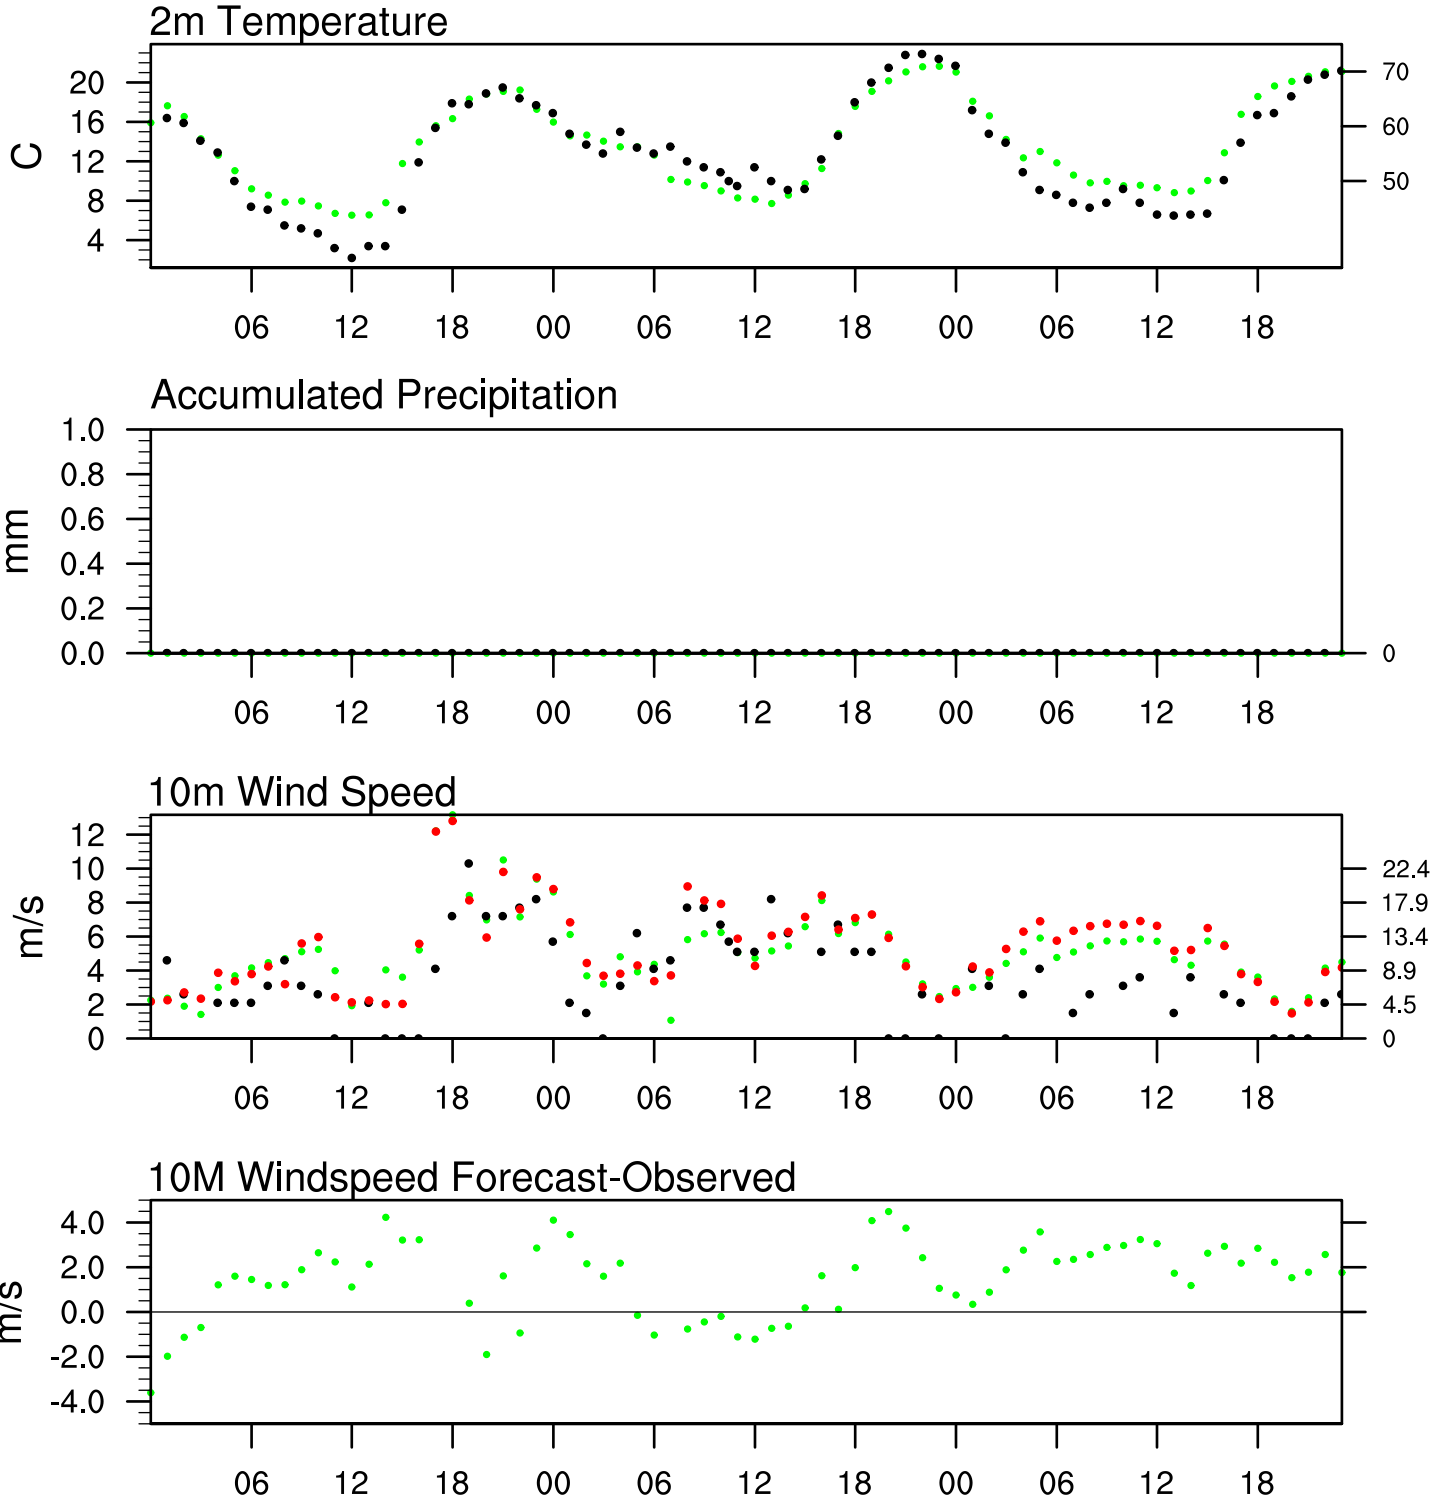 2m Temperature
20
16
12
8
4
C
70
60
50
06 12 18 00 06 12 18 00 06 12 18
Accumulated Precipitation
1.0
0.8
0.6
0.4
0.2
0.0
mm
0
06 12 18 00 06 12 18 00 06 12 18
10m Wind Speed
12
10
8
6
4
2
0
m/s
22.4
17.9
13.4
8.9
4.5
0
06 12 18 00 06 12 18 00 06 12 18
10M Windspeed Forecast-Observed
4.0
2.0
0.0
-2.0
-4.0
m/s
06 12 18 00 06 12 18 00 06 12 18